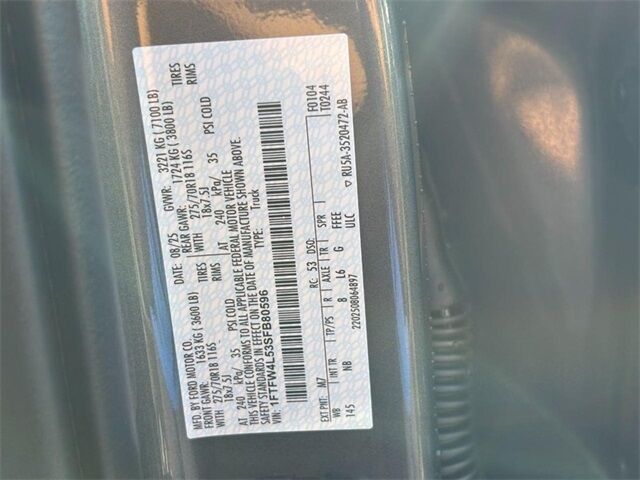 MFD. BY FORD MOTOR CO. DATE: 08/25 GVWR: 3221 KG ( 7100 LB)
FRONT GAWR: 1633 KG ( 3600 LB) REAR GAWR: 1724 KG ( 3800 LB)
WITH 275/70R18 116S TIRES WITH 275/70R18 116S TIRES
18x7.5J RIMS 18x7.5J RIMS
AT 240 kPa/ 35 PSI COLD AT 240 kPa/ 35 PSI COLD
THIS VEHICLE CONFORMS TO ALL APPLICABLE FEDERAL MOTOR VEHICLE
SAFETY STANDARDS IN EFFECT ON THE DATE OF MANUFACTURE SHOWN ABOVE.
VIN: 1FTFW4L53SFB80596 TYPE: Truck
F0104
T0244
EXT PNT: M7 RC: 53 DSO:
WB INT TR TP/PS R AXLE TR SPR
145 NB 8 L6 G FFEE
ULC
2202508064897
▽ RU5A-3520472-AB